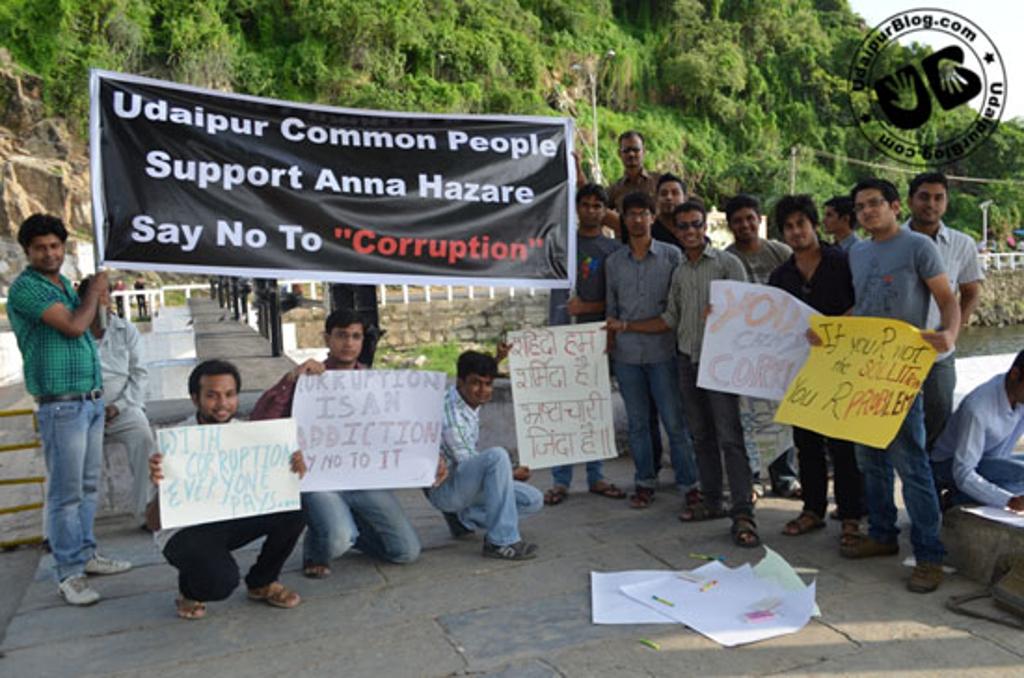 Udaipur Common People
Support Anna Hazare
Say No To "Corruption"
UdaipurBlog.com
UB
UdaipurBlog.com
WITH
CORRUPTION
EVERYONE
PAYS...
CORRUPTION
IS AN
ADDICTION
SAY NO TO IT
शहीद हम
शर्मिंदा है।
भ्रष्टाचारी
जिंदा है॥
YOU
CORRU
If you R not
the SOLUTION
You R PROBLEM